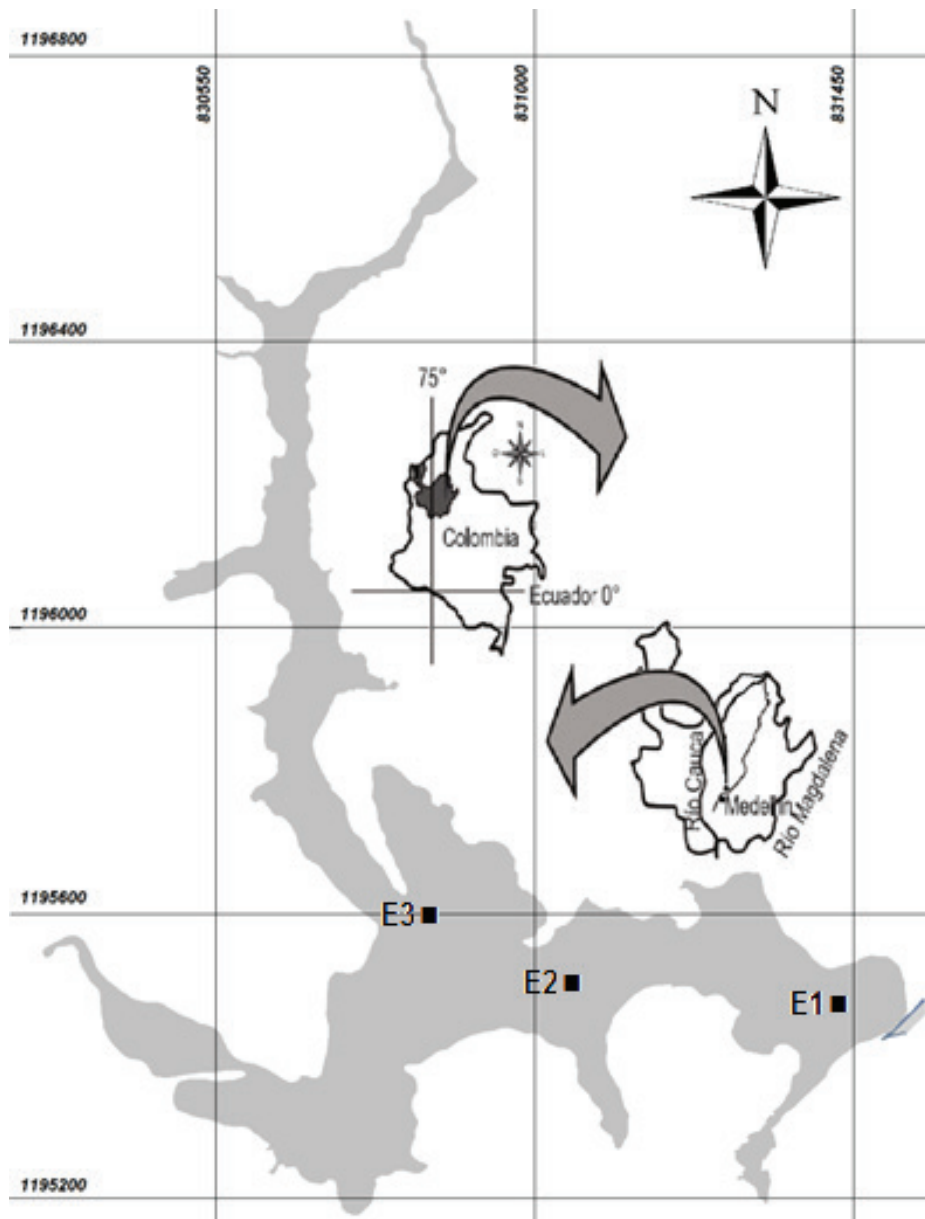 1196800
830550
831000
831450
N
1196400
75°
N
Colombia
Ecuador 0°
1196000
Río Cauca
Medellín
Río Magdalena
1195600
E3
E2
E1
1195200